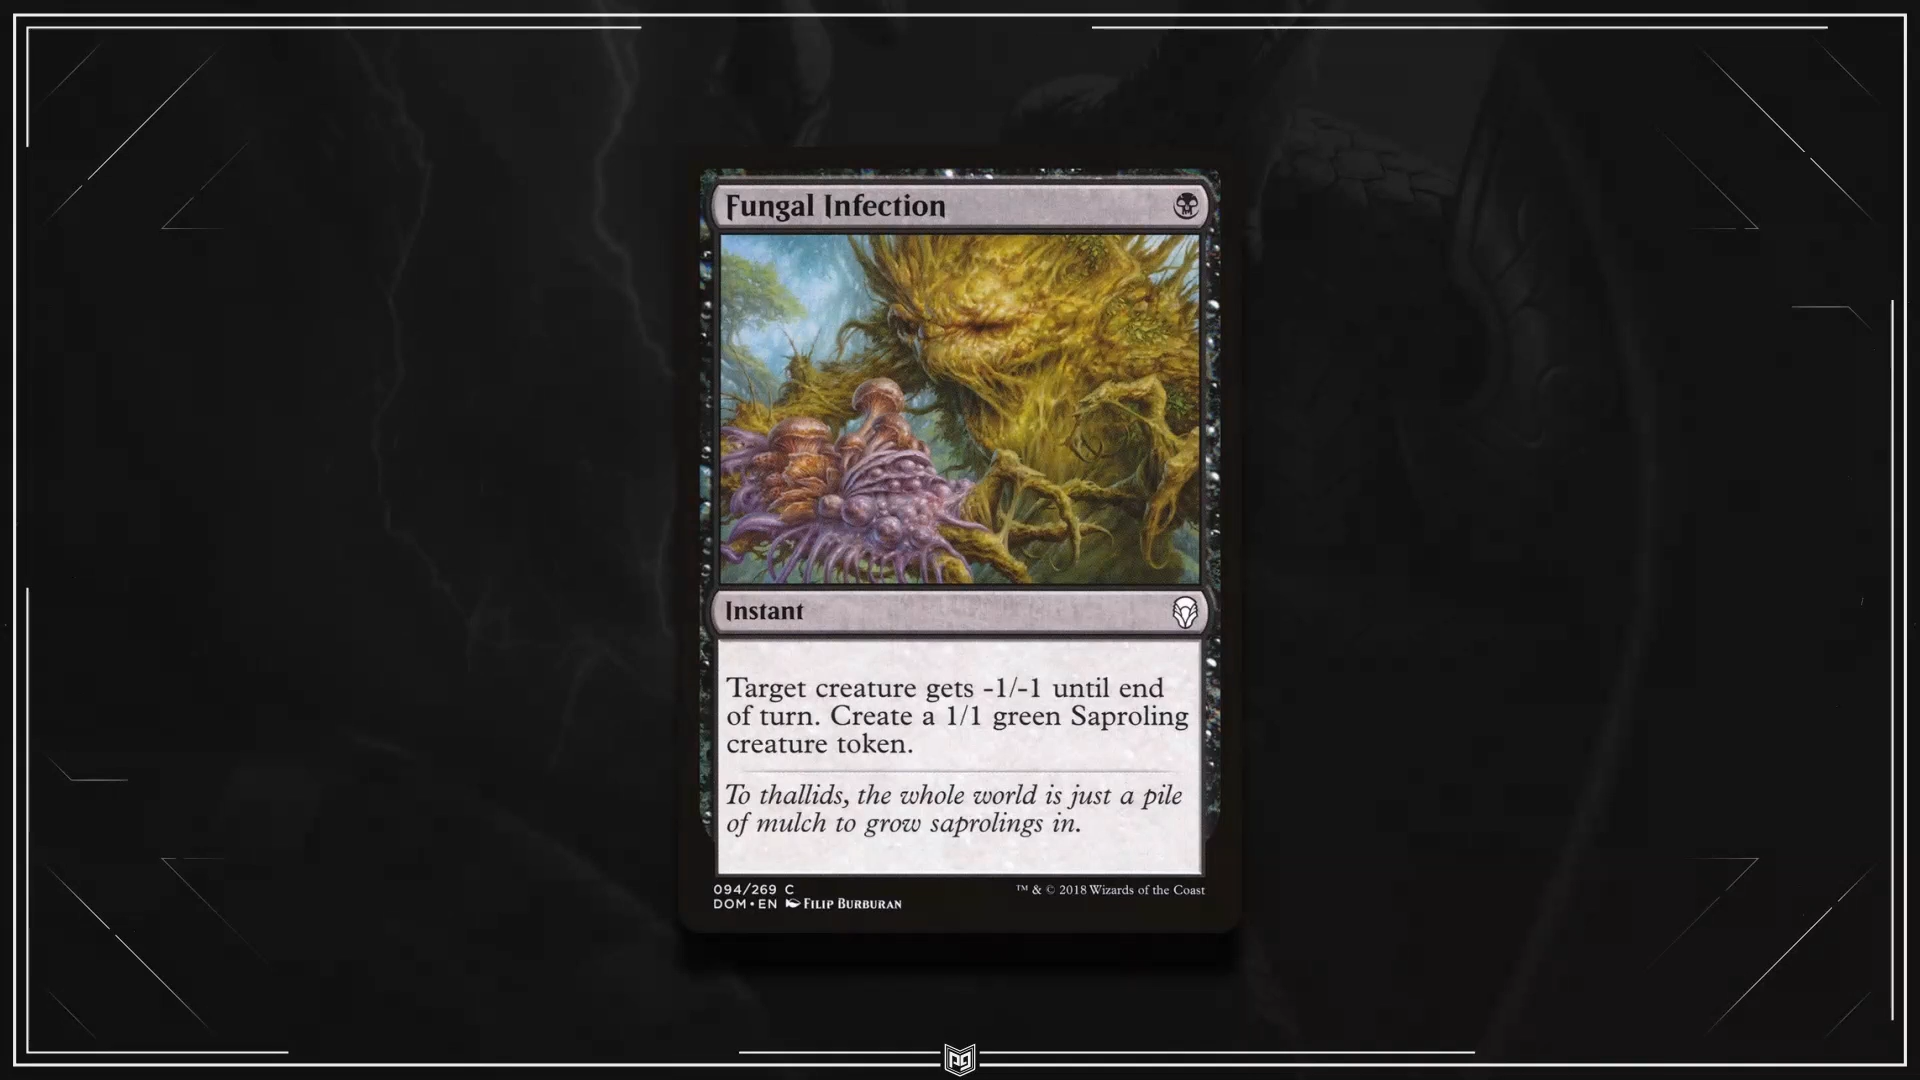 Fungal Infection
Instant
Target creature gets -1/-1 until end
of turn. Create a 1/1 green Saproling
creature token.
To thallids, the whole world is just a pile
of mulch to grow saprolings in.
094/269 C
™ & © 2018 Wizards of the Coast
DOM • EN Filip Burburan
PG